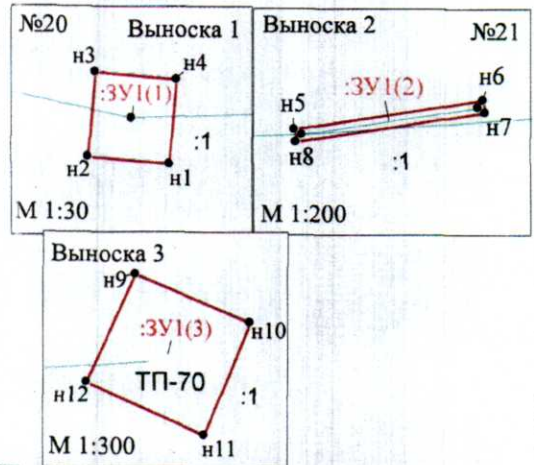 №20
Выноска 1
н3
н4
:ЗУ1(1)
:1
н2
н1
М 1:30
Выноска 2
№21
:ЗУ1(2)
н6
н5
н7
н8
:1
М 1:200
Выноска 3
н9
н10
:ЗУ1(3)
ТП-70
:1
н12
н11
М 1:300